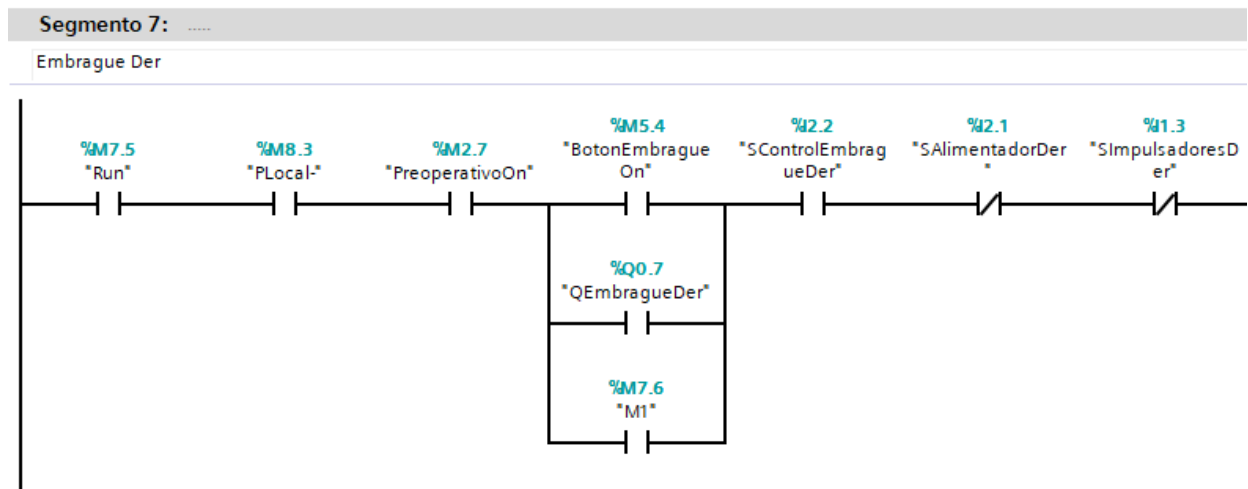 Segmento 7: .....
Embrague Der
%M7.5
"Run"
%M8.3
"PLocal-"
%M2.7
"PreoperativoOn"
%M5.4
"BotonEmbrague
On"
%I2.2
"SControlEmbrag
ueDer"
%I2.1
"SAlimentadorDer
"
%I1.3
"SImpulsadoresD
er"
%Q0.7
"QEmbragueDer"
%M7.6
"M1"